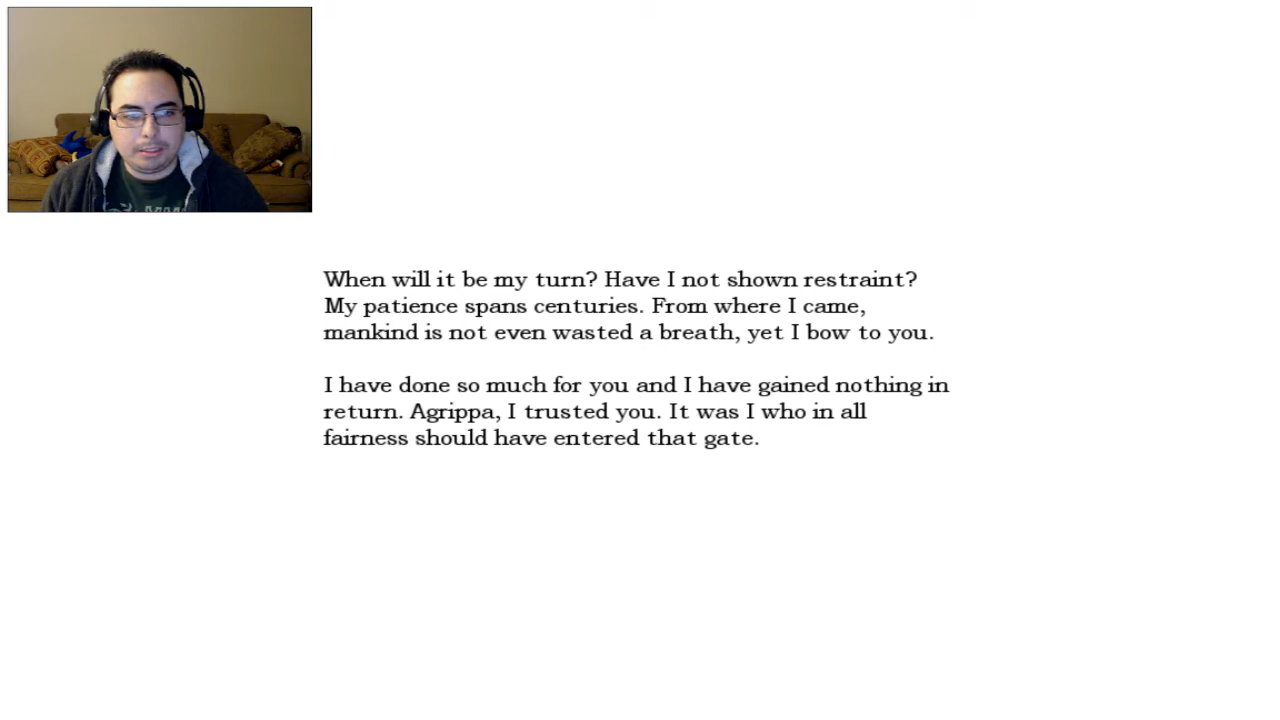 When will it be my turn? Have I not shown restraint?
My patience spans centuries. From where I came,
mankind is not even wasted a breath, yet I bow to you.
I have done so much for you and I have gained nothing in
return. Agrippa, I trusted you. It was I who in all
fairness should have entered that gate.